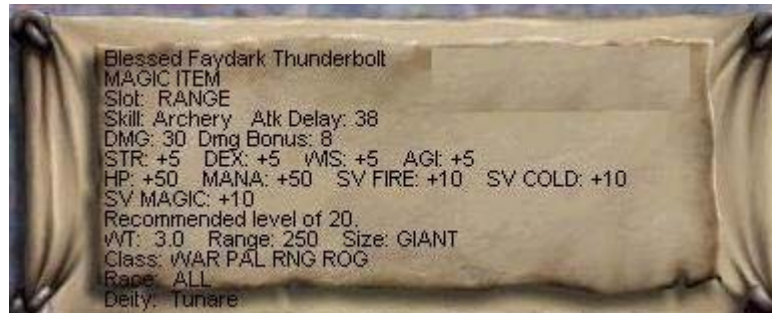 Blessed Faydark Thunderbolt
MAGIC ITEM
Slot: RANGE
Skill: Archery Atk Delay: 38
DMG: 30 Dmg Bonus: 8
STR: +5 DEX: +5 WIS: +5 AGI: +5
HP: +50 MANA: +50 SV FIRE: +10 SV COLD: +10
SV MAGIC: +10
Recommended level of 20.
WT: 3.0 Range: 250 Size: GIANT
Class: WAR PAL RNG ROG
Race: ALL
Deity: Tunare